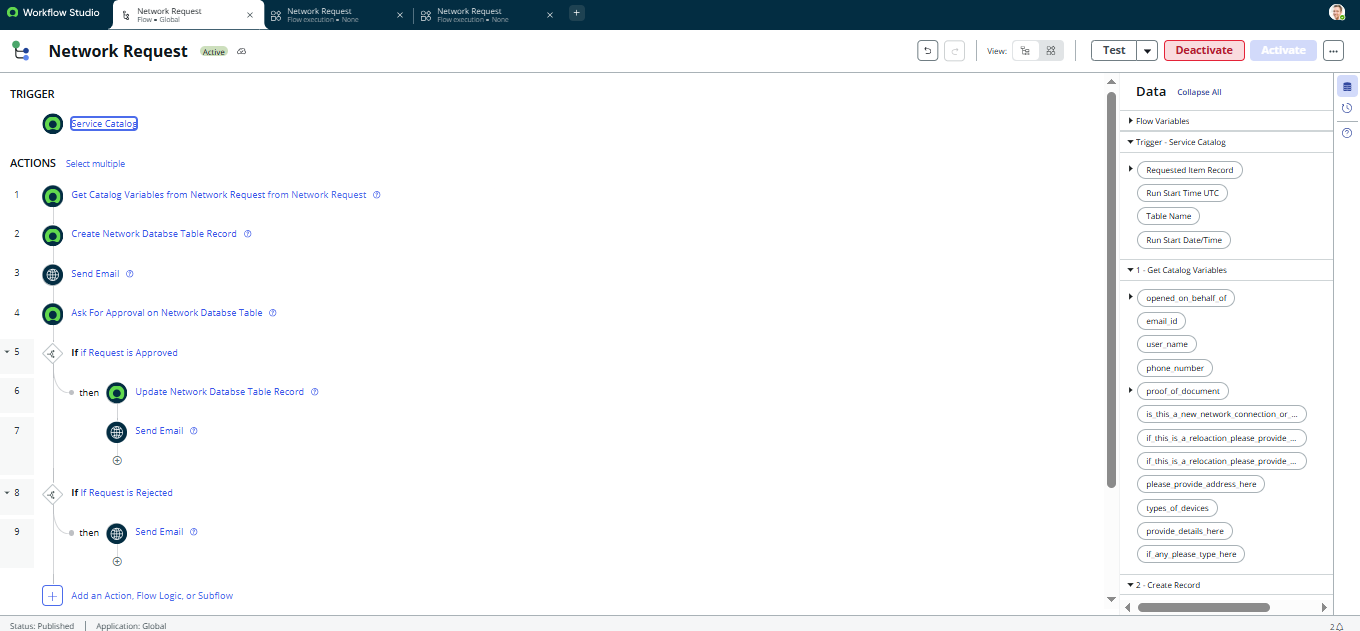 Workflow Studio
Network Request
Flow • Global
Network Request
Flow execution • None
Network Request
Flow execution • None
Network Request Active
View:
Test
Deactivate
Activate
TRIGGER
Service Catalog
ACTIONS Select multiple
1 Get Catalog Variables from Network Request from Network Request
2 Create Network Databse Table Record
3 Send Email
4 Ask For Approval on Network Databse Table
5 If if Request is Approved
6 then Update Network Databse Table Record
7 Send Email
8 If If Request is Rejected
9 then Send Email
Add an Action, Flow Logic, or Subflow
Data Collapse All
Flow Variables
Trigger - Service Catalog
Requested Item Record
Run Start Time UTC
Table Name
Run Start Date/Time
1 - Get Catalog Variables
opened_on_behalf_of
email_id
user_name
phone_number
proof_of_document
is_this_a_new_network_connection_or_...
if_this_is_a_reloaction_please_provide_...
if_this_is_a_relocation_please_provide_...
please_provide_address_here
types_of_devices
provide_details_here
if_any_please_type_here
2 - Create Record
Status: Published
Application: Global
2